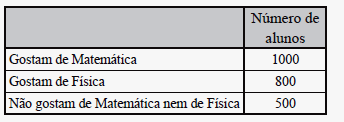 Número de
alunos
Gostam de Matemática 1000
Gostam de Física 800
Não gostam de Matemática nem de Física 500